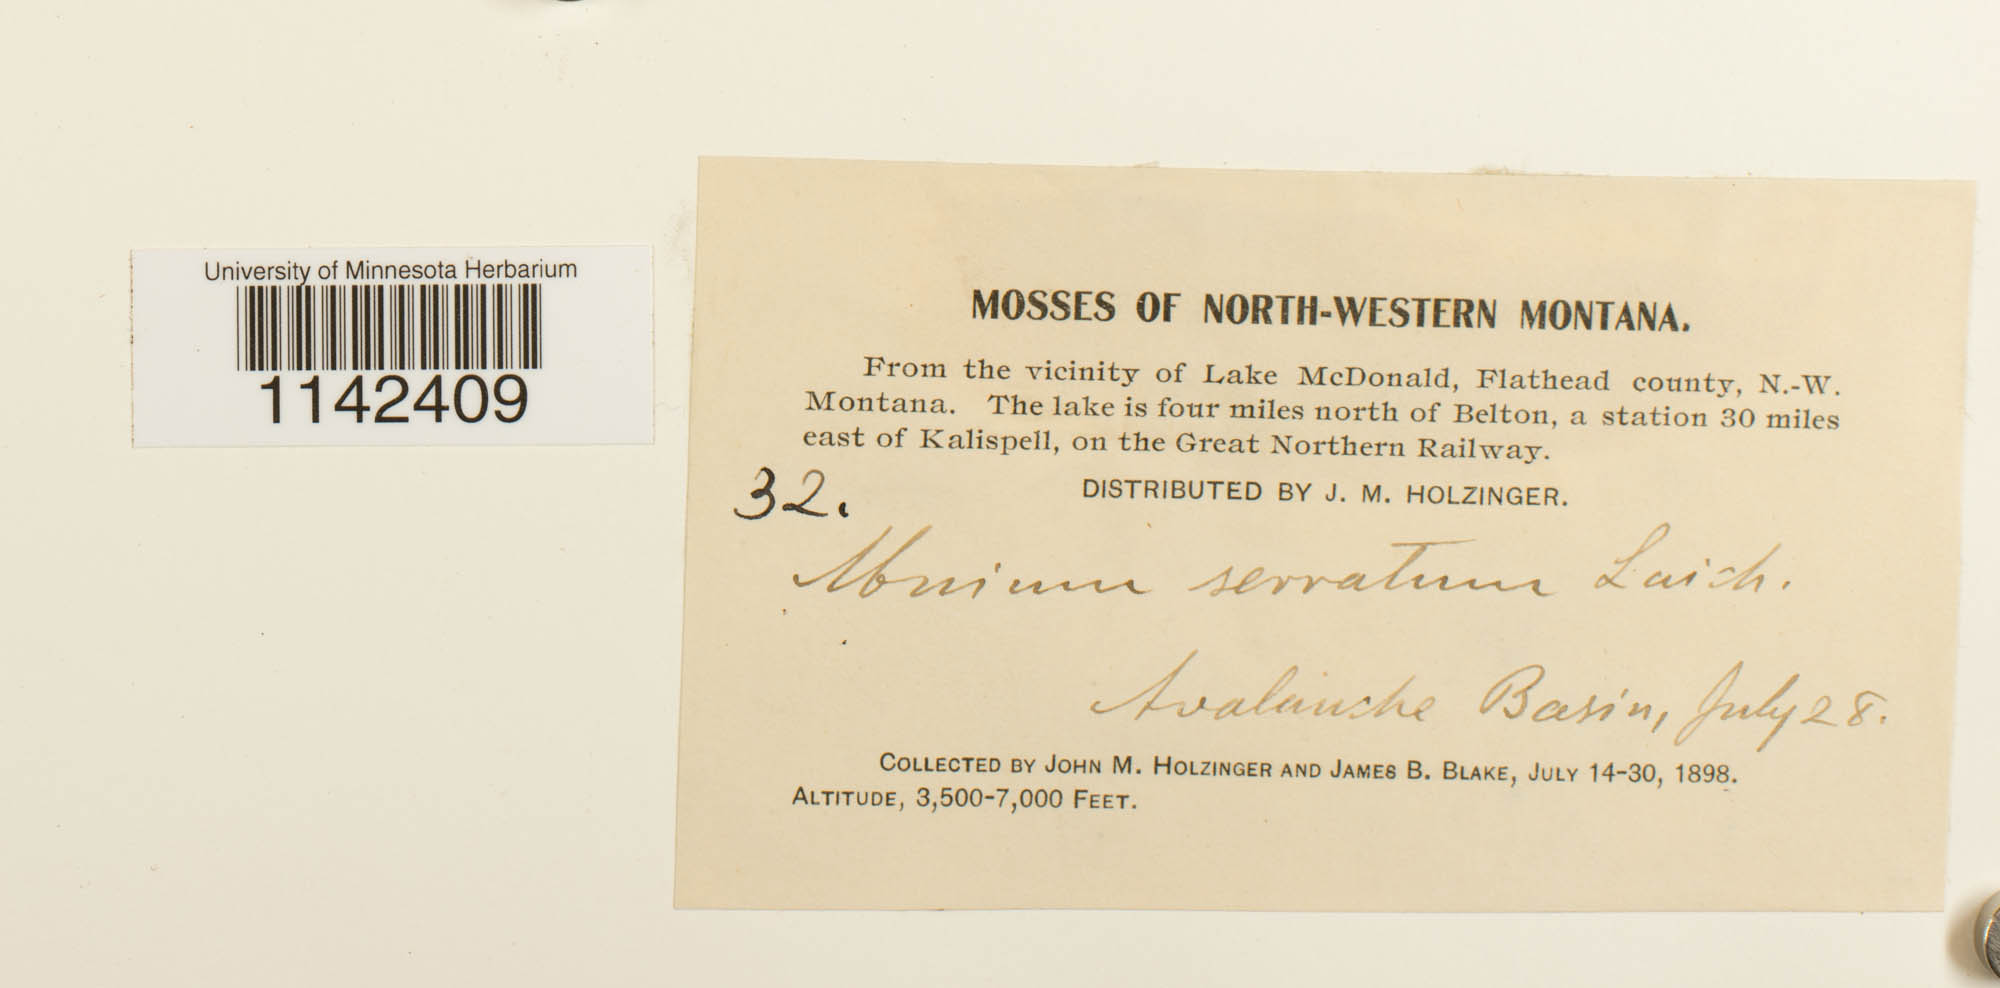 University of Minnesota Herbarium
1142409
MOSSES OF NORTH-WESTERN MONTANA.
From the vicinity of Lake McDonald, Flathead county, N.-W.
Montana. The lake is four miles north of Belton, a station 30 miles
east of Kalispell, on the Great Northern Railway.
32.
DISTRIBUTED BY J. M. HOLZINGER.
Mnium serratum Laich.
Avalanche Basin, July 28.
COLLECTED BY JOHN M. HOLZINGER AND JAMES B. BLAKE, JULY 14-30, 1898.
ALTITUDE, 3,500-7,000 FEET.